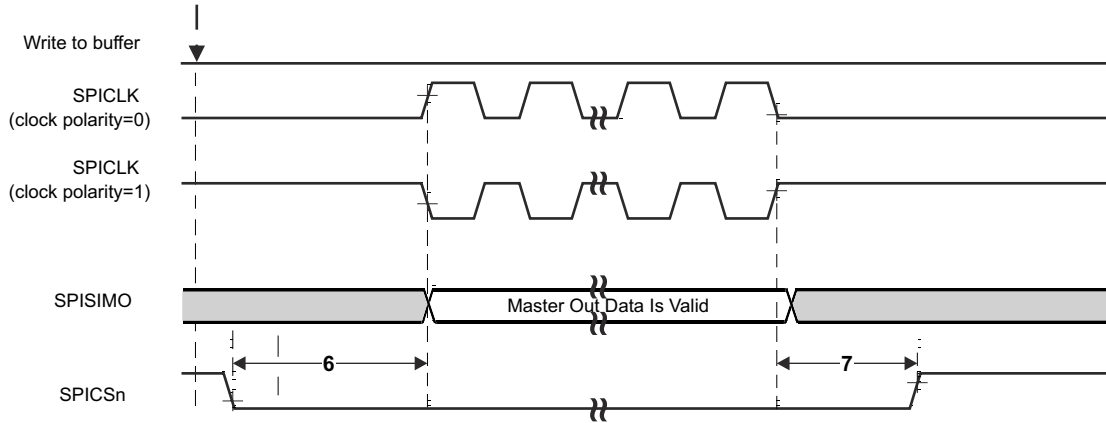 Write to buffer
SPICLK
(clock polarity=0)
SPICLK
(clock polarity=1)
SPISIMO
Master Out Data Is Valid
6
7
SPICSn